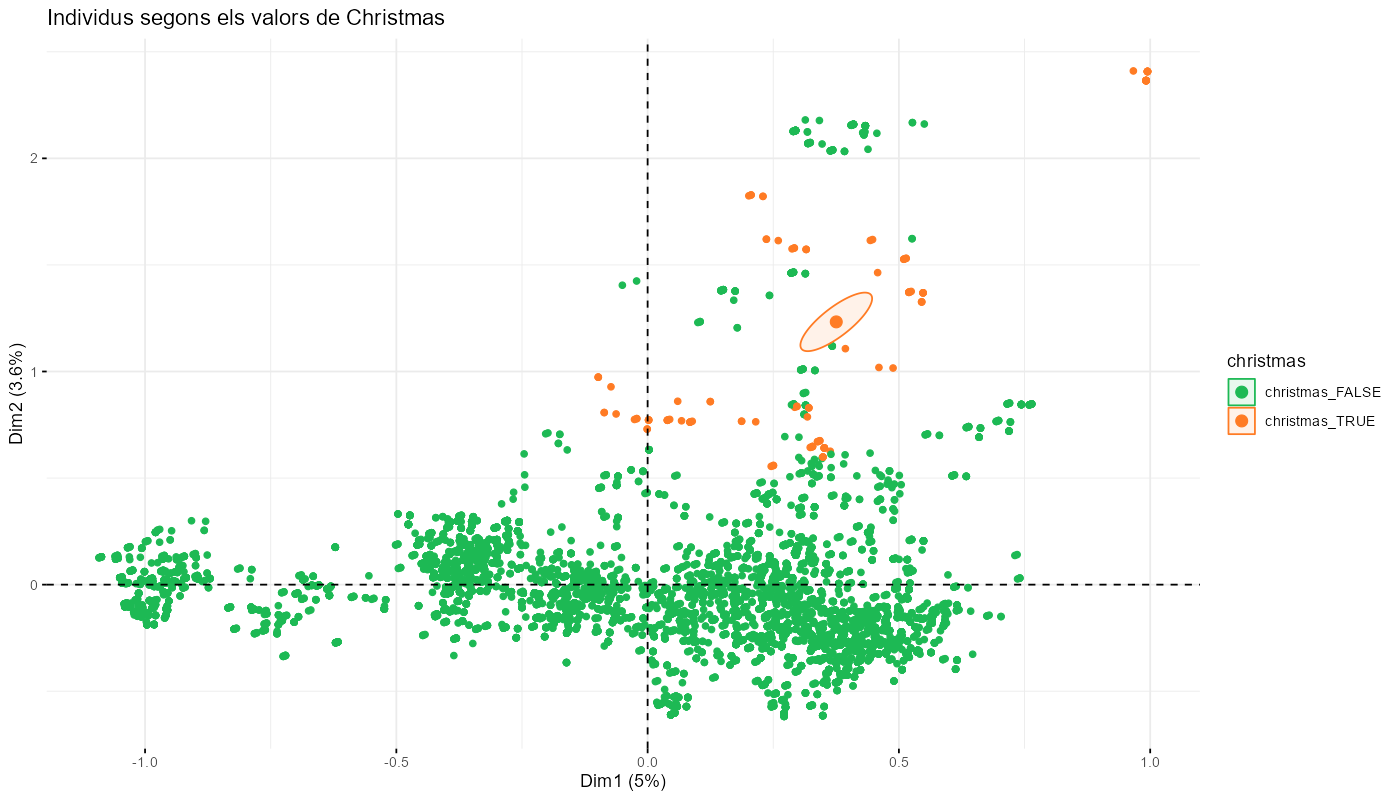 Individus segons els valors de Christmas
Dim2 (3.6%)
2
1
0
-1.0
-0.5
0.0
0.5
1.0
Dim1 (5%)
christmas
christmas_FALSE
christmas_TRUE